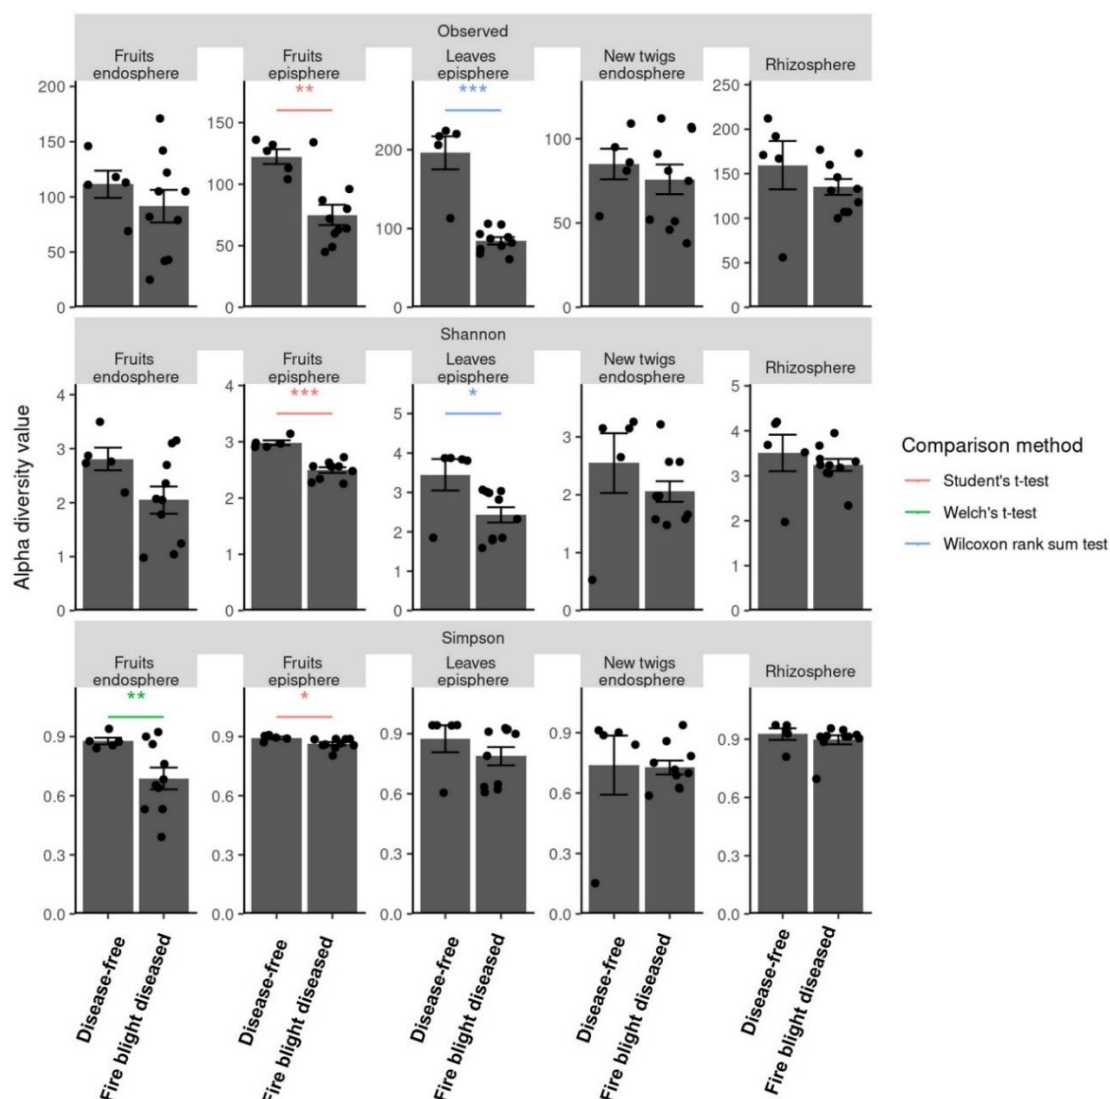 Observed
Fruits endosphere
Fruits episphere
Leaves episphere
New twigs endosphere
Rhizosphere
200
150
100
50
0
**
150
100
50
0
***
200
100
0
100
50
0
250
200
150
100
50
0
Shannon
Fruits endosphere
Fruits episphere
Leaves episphere
New twigs endosphere
Rhizosphere
Alpha diversity value
4
3
2
1
0
***
4
3
2
1
0
*
5
4
3
2
1
0
3
2
1
0
5
4
3
2
1
0
Comparison method
Student's t-test
Welch's t-test
Wilcoxon rank sum test
Simpson
Fruits endosphere
Fruits episphere
Leaves episphere
New twigs endosphere
Rhizosphere
**
0.9
0.6
0.3
0.0
*
0.9
0.6
0.3
0.0
0.9
0.6
0.3
0.0
0.9
0.6
0.3
0.0
0.9
0.6
0.3
0.0
Disease-free
Fire blight diseased
Disease-free
Fire blight diseased
Disease-free
Fire blight diseased
Disease-free
Fire blight diseased
Disease-free
Fire blight diseased